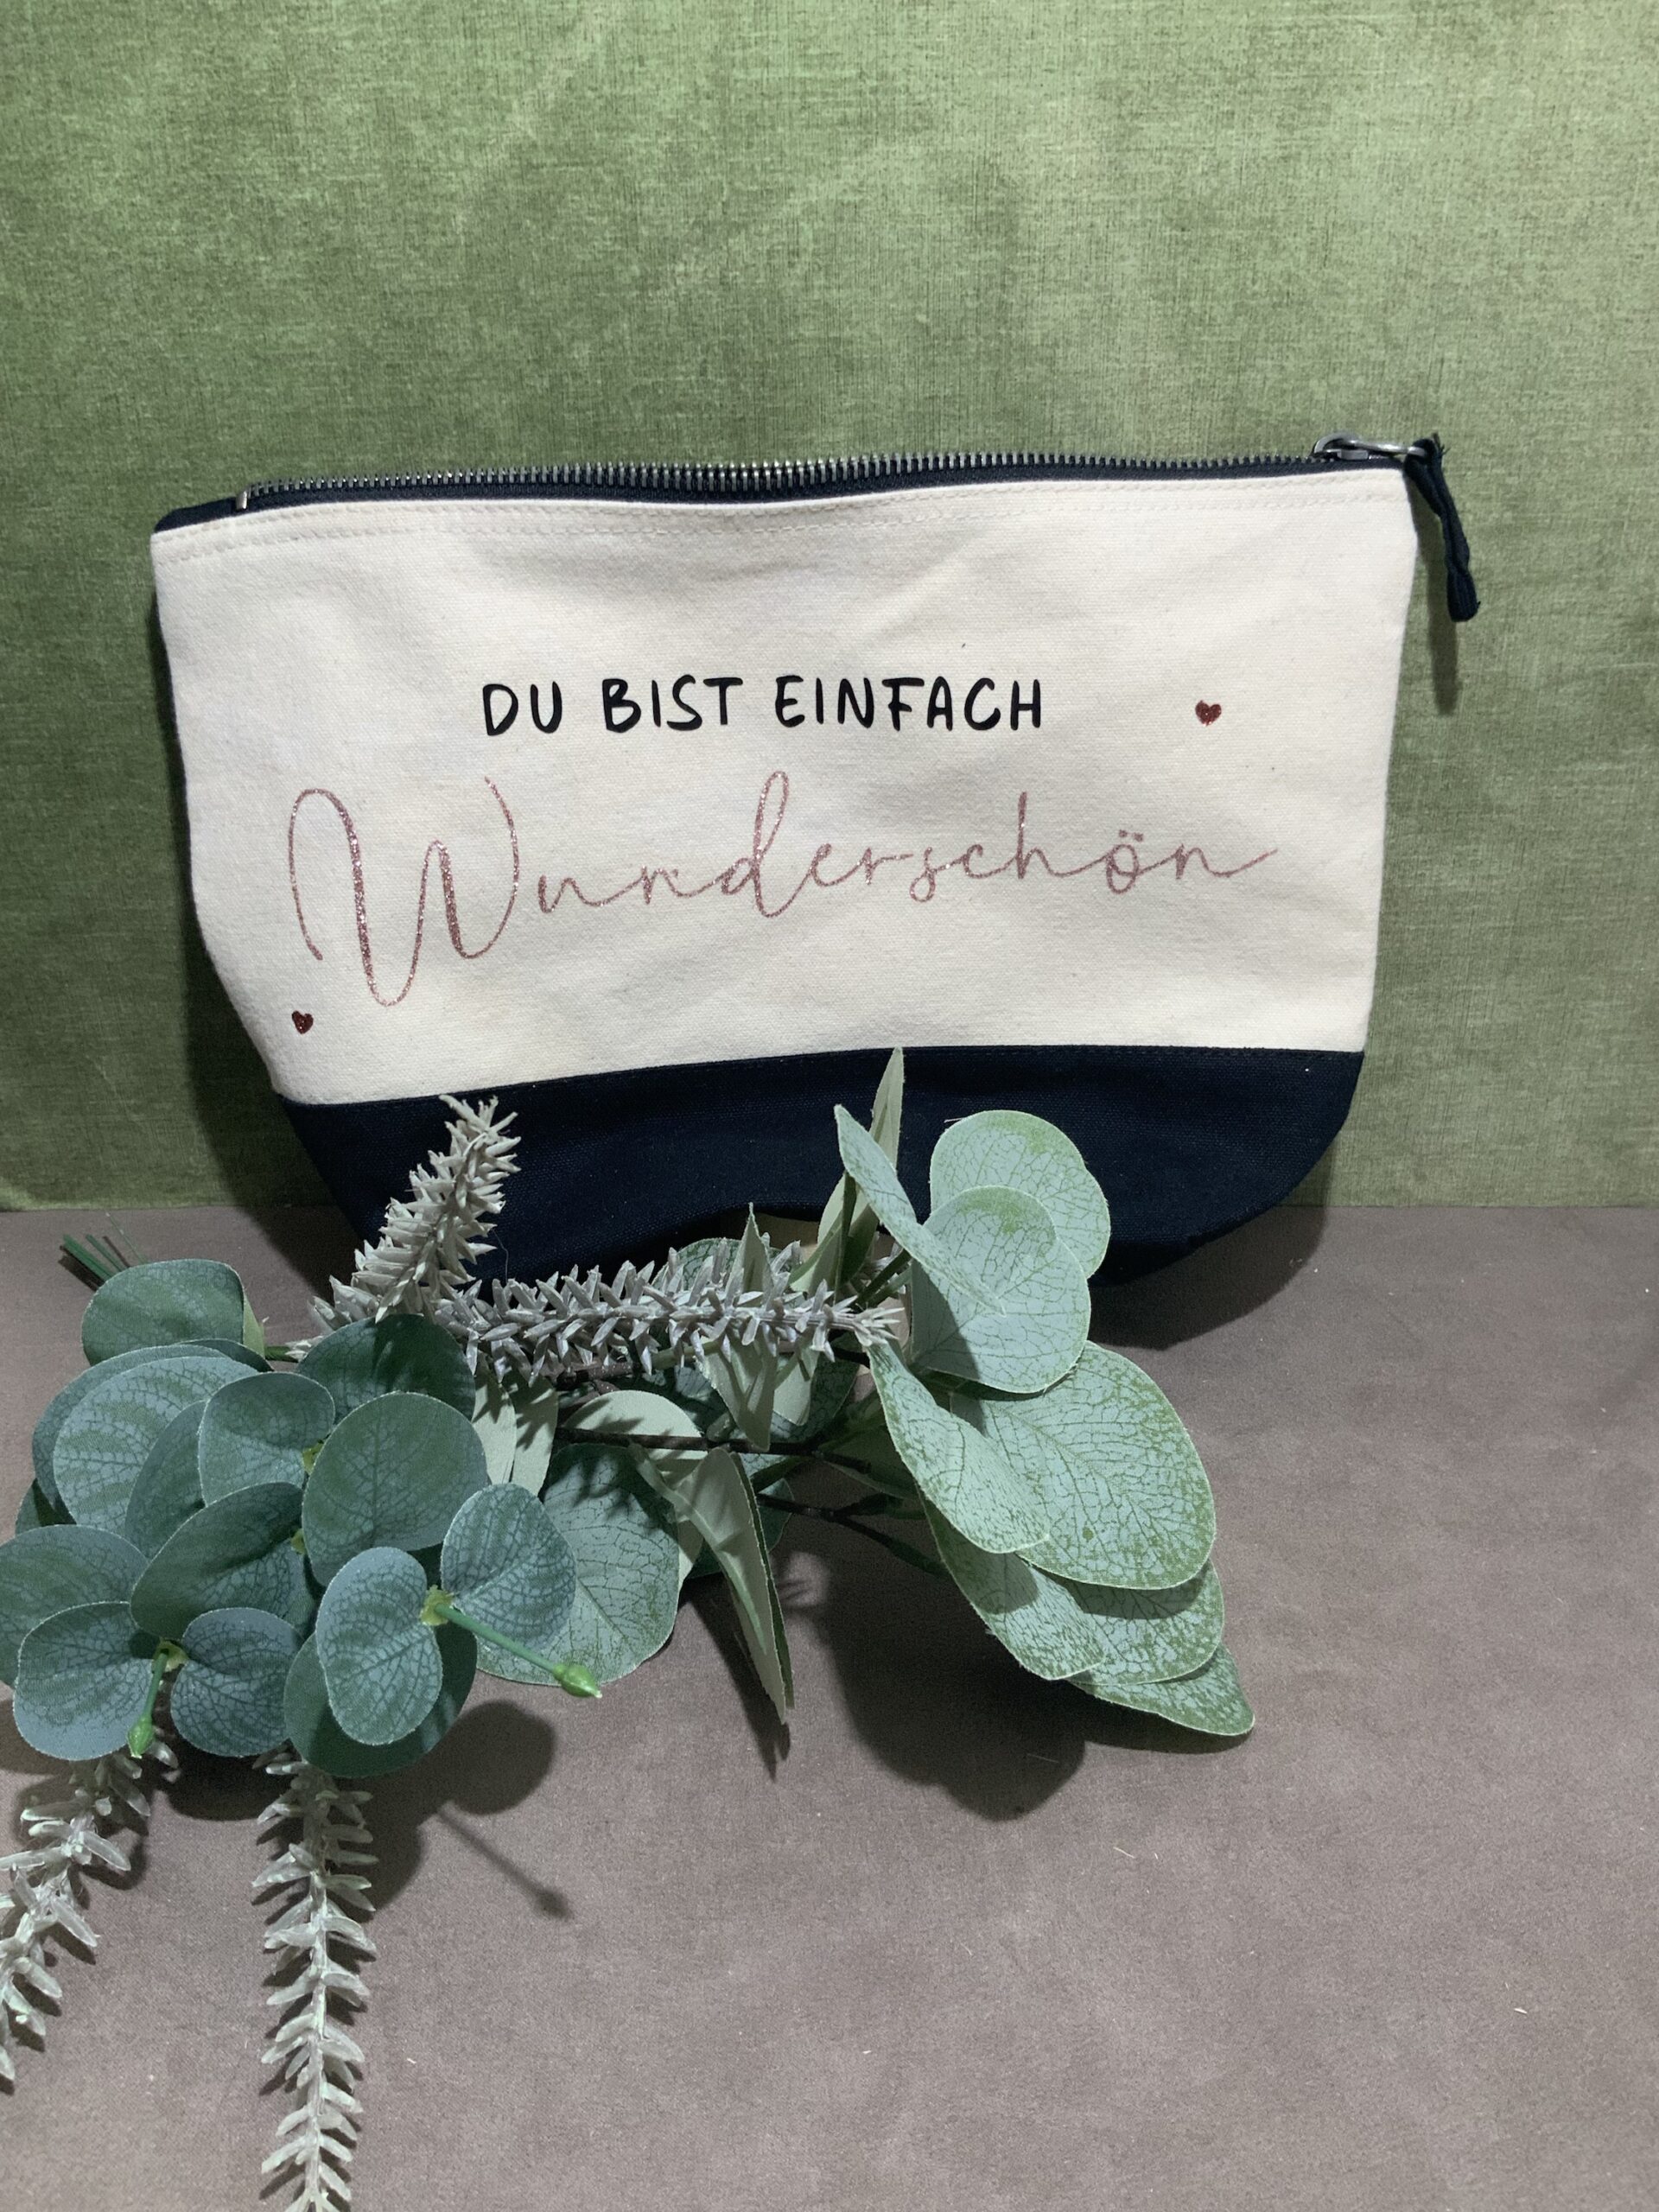 DU BIST EINFACH
Wunderschön